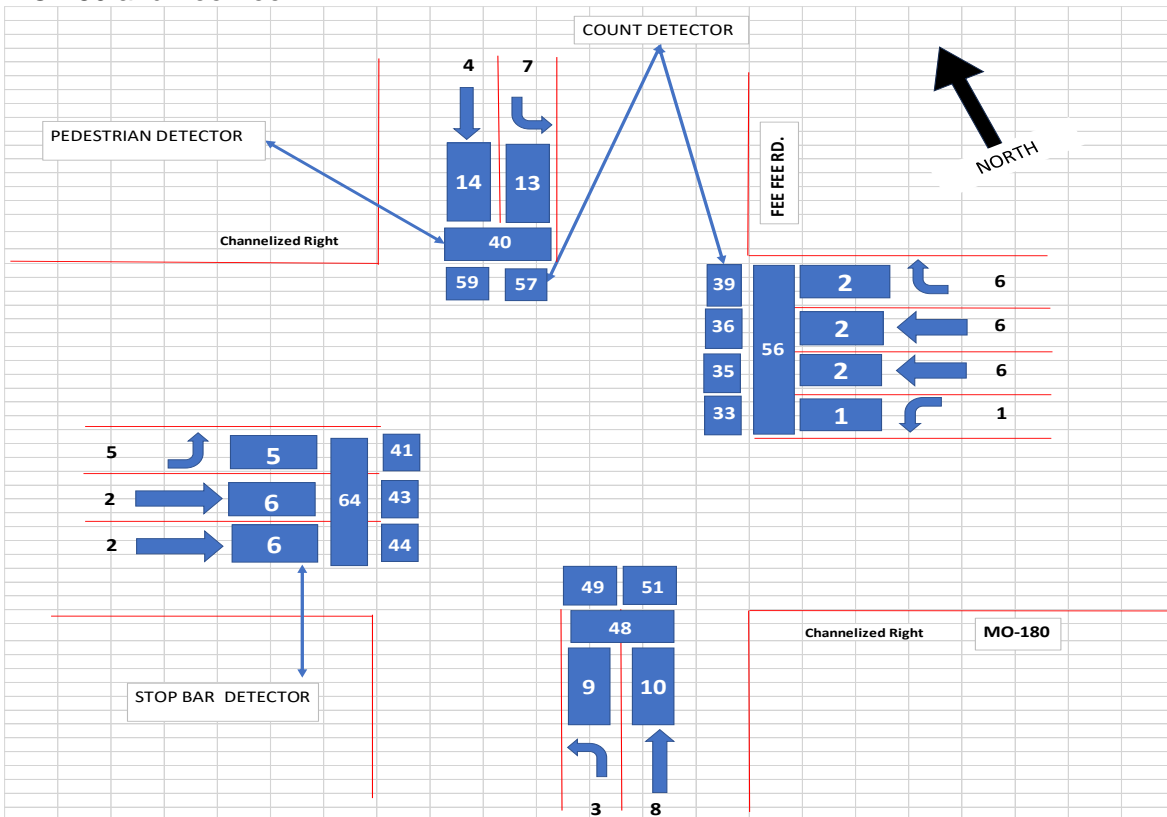 COUNT DETECTOR
4 7
PEDESTRIAN DETECTOR
FEE FEE RD.
NORTH
14 13
Channelized Right
40
59 57
39 2 6
36 2 6
56
35 2 6
33 1 1
5 5 41
2 6 64 43
2 6 44
49 51
48
Channelized Right MO-180
9 10
STOP BAR DETECTOR
3 8